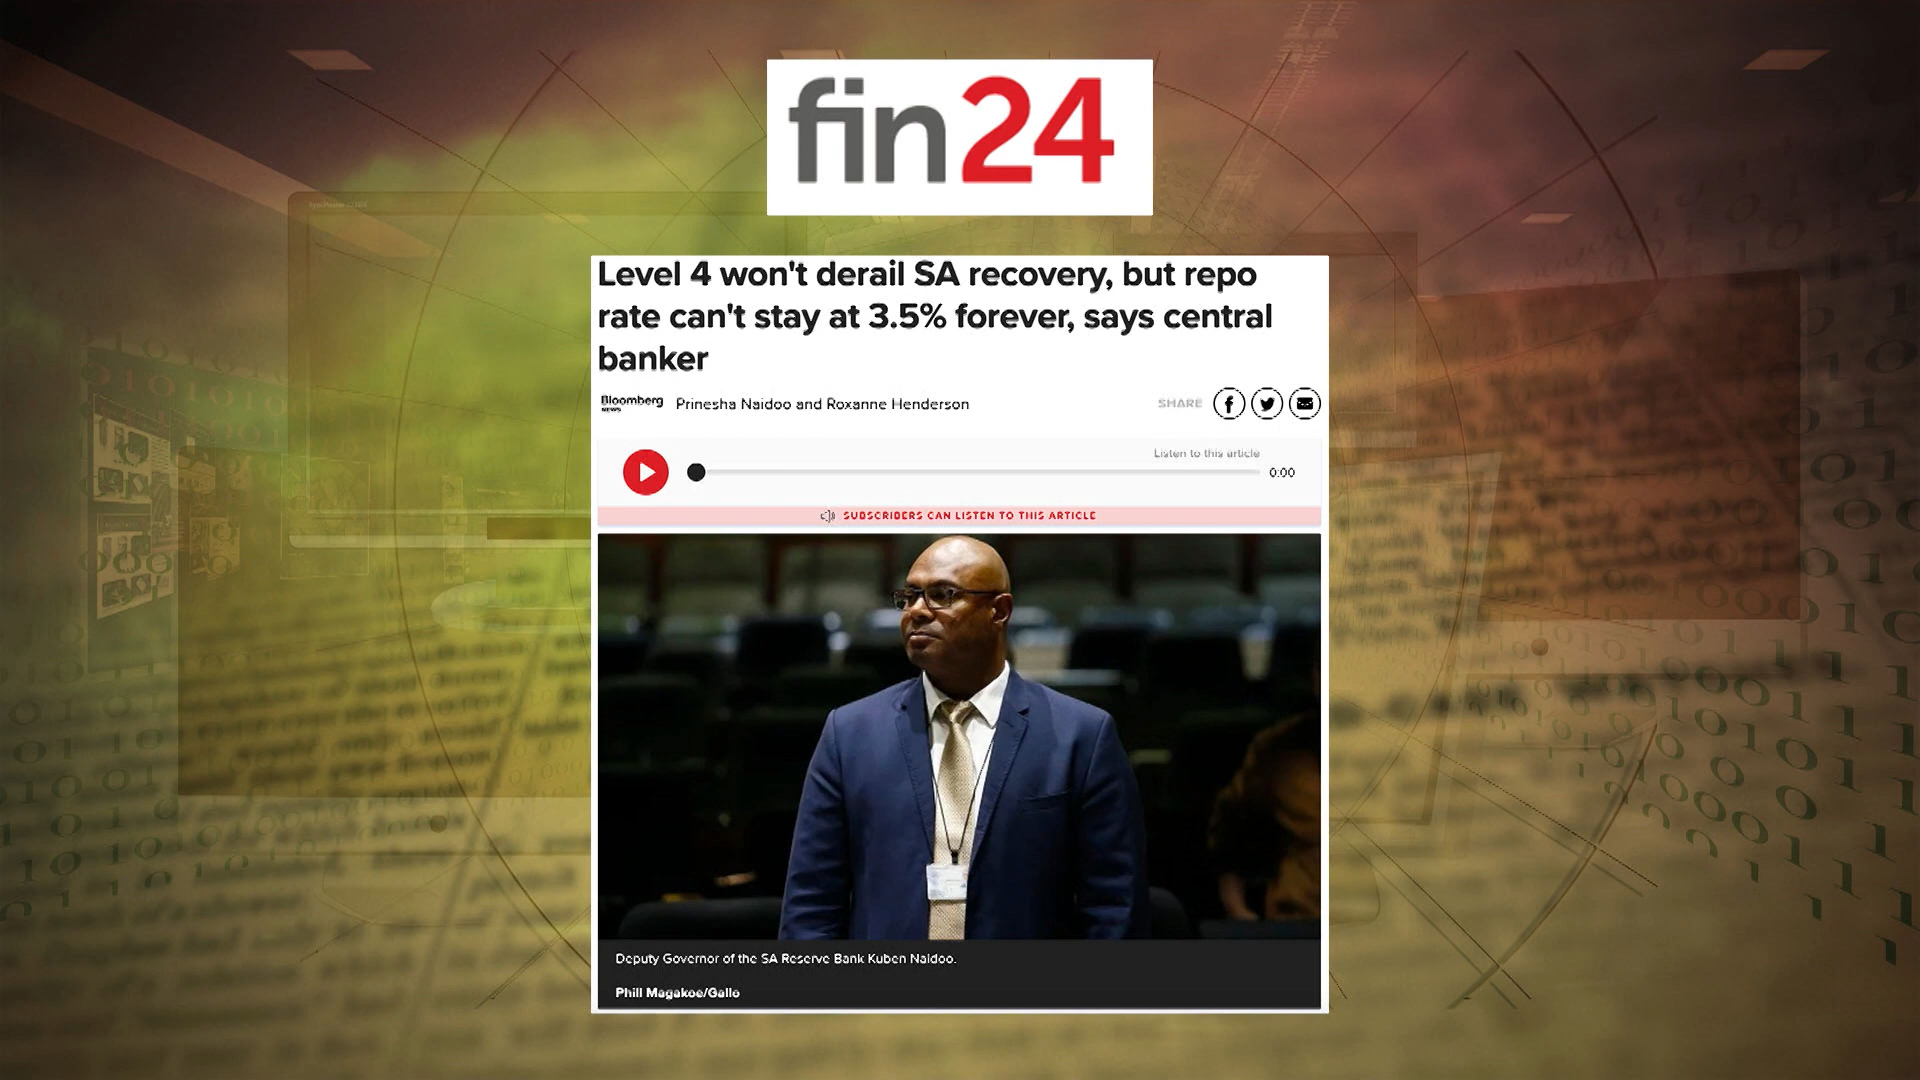 fin24
Level 4 won't derail SA recovery, but repo
rate can't stay at 3.5% forever, says central
banker
Bloomberg
NEWS
Prinesha Naidoo and Roxanne Henderson
SHARE
Listen to this article
0:00
SUBSCRIBERS CAN LISTEN TO THIS ARTICLE
Deputy Governor of the SA Reserve Bank Kuben Naidoo.
Phill Magakoe/Gallo